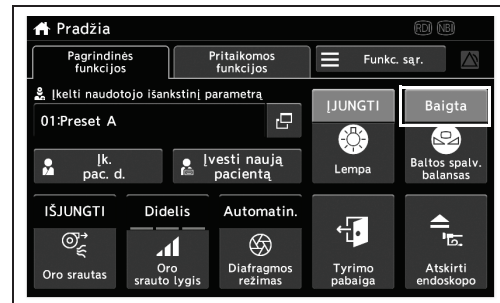 Pradžia
RDI NBI
Pagrindinės
funkcijos
Pritaikomos
funkcijos
Funkc. sąr.
Įkelti naudotojo išankstinį parametrą
01:Preset A
ĮJUNGTI
Baigta
Lempa
Baltos spalv.
balansas
Įk.
pac. d.
Įvesti naują
pacientą
IŠJUNGTI
Didelis
Automatin.
Oro srautas
Oro
srauto lygis
Diafragmos
režimas
Tyrimo
pabaiga
Atskirti
endoskopo